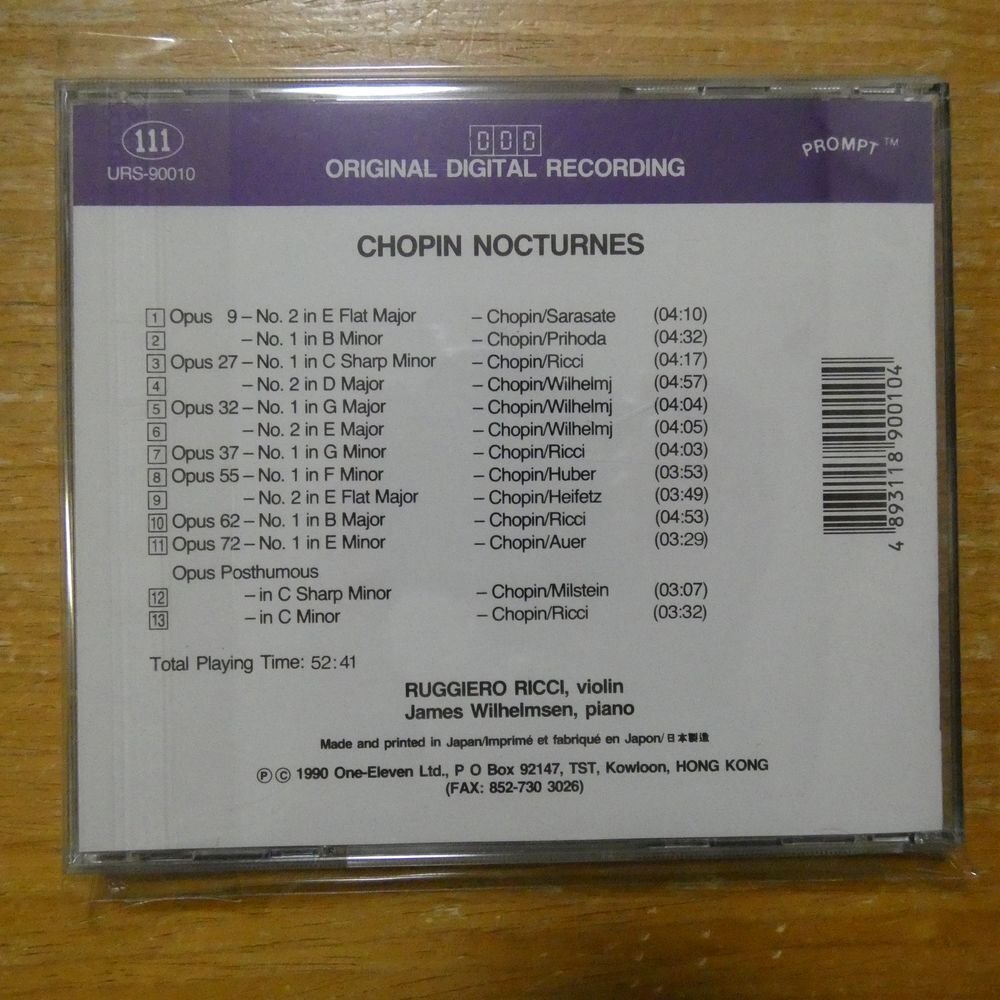 111
URS-90010
DDD
ORIGINAL DIGITAL RECORDING
PROMPT™
CHOPIN NOCTURNES
1 Opus 9 – No. 2 in E Flat Major – Chopin/Sarasate (04:10)
2 – No. 1 in B Minor – Chopin/Prihoda (04:32)
3 Opus 27 – No. 1 in C Sharp Minor – Chopin/Ricci (04:17)
4 – No. 2 in D Major – Chopin/Wilhelmj (04:57)
5 Opus 32 – No. 1 in G Major – Chopin/Wilhelmj (04:04)
6 – No. 2 in E Major – Chopin/Wilhelmj (04:05)
7 Opus 37 – No. 1 in G Minor – Chopin/Ricci (04:03)
8 Opus 55 – No. 1 in F Minor – Chopin/Huber (03:53)
9 – No. 2 in E Flat Major – Chopin/Heifetz (03:49)
10 Opus 62 – No. 1 in B Major – Chopin/Ricci (04:53)
11 Opus 72 – No. 1 in E Minor – Chopin/Auer (03:29)
Opus Posthumous
12 – in C Sharp Minor – Chopin/Milstein (03:07)
13 – in C Minor – Chopin/Ricci (03:32)
Total Playing Time: 52:41
4 893118 900104
RUGGIERO RICCI, violin
James Wilhelmsen, piano
Made and printed in Japan/Imprimé et fabriqué en Japon/日本製造
Ⓟ Ⓒ 1990 One-Eleven Ltd., P O Box 92147, TST, Kowloon, HONG KONG
(FAX: 852-730 3026)